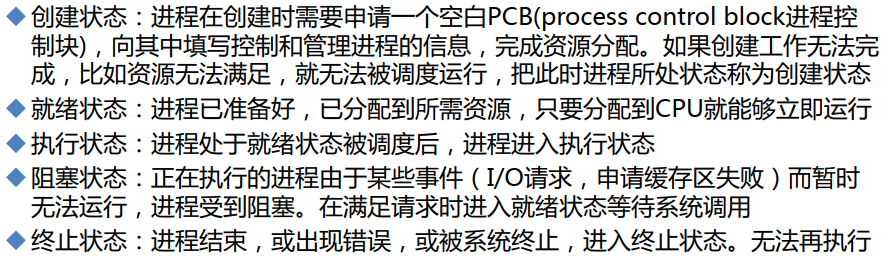 ◆ 创建状态：进程在创建时需要申请一个空白PCB(process control block进程控
制块)，向其中填写控制和管理进程的信息，完成资源分配。如果创建工作无法完
成，比如资源无法满足，就无法被调度运行，把此时进程所处状态称为创建状态
◆ 就绪状态：进程已准备好，已分配到所需资源，只要分配到CPU就能够立即运行
◆ 执行状态：进程处于就绪状态被调度后，进程进入执行状态
◆ 阻塞状态：正在执行的进程由于某些事件（I/O请求，申请缓存区失败）而暂时
无法运行，进程受到阻塞。在满足请求时进入就绪状态等待系统调用
◆ 终止状态：进程结束，或出现错误，或被系统终止，进入终止状态。无法再执行